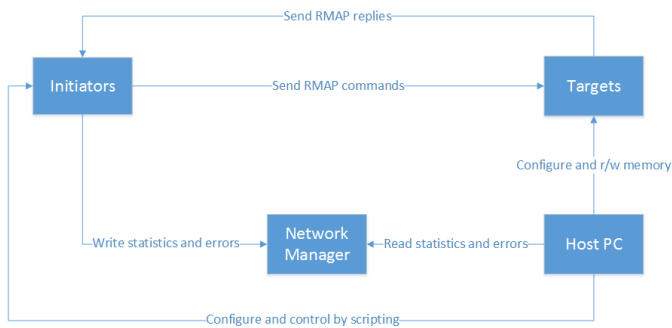 Send RMAP replies
Initiators
Send RMAP commands
Targets
Configure and r/w memory
Write statistics and errors
Network
Manager
Read statistics and errors
Host PC
Configure and control by scripting